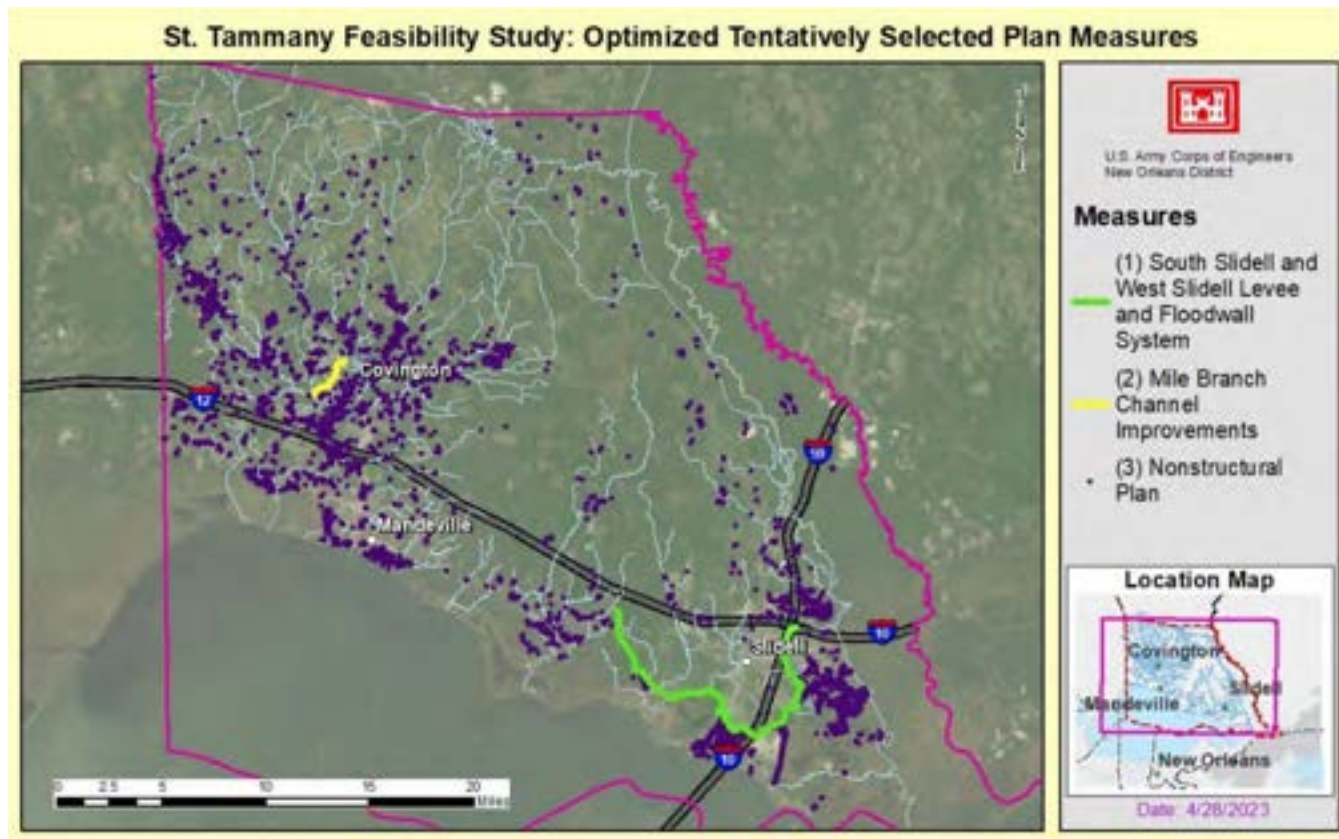 St. Tammany Feasibility Study: Optimized Tentatively Selected Plan Measures
U.S. Army Corps of Engineers
New Orleans District
Measures
(1) South Slidell and
West Slidell Levee
and Floodwall
System
(2) Mile Branch
Channel
Improvements
(3) Nonstructural
Plan
Covington
12
Mandeville
10
Slidell
10
0 2.5 5 10 15 20
Miles
Location Map
Covington
Slidell
Mandeville
New Orleans
Date: 4/28/2023